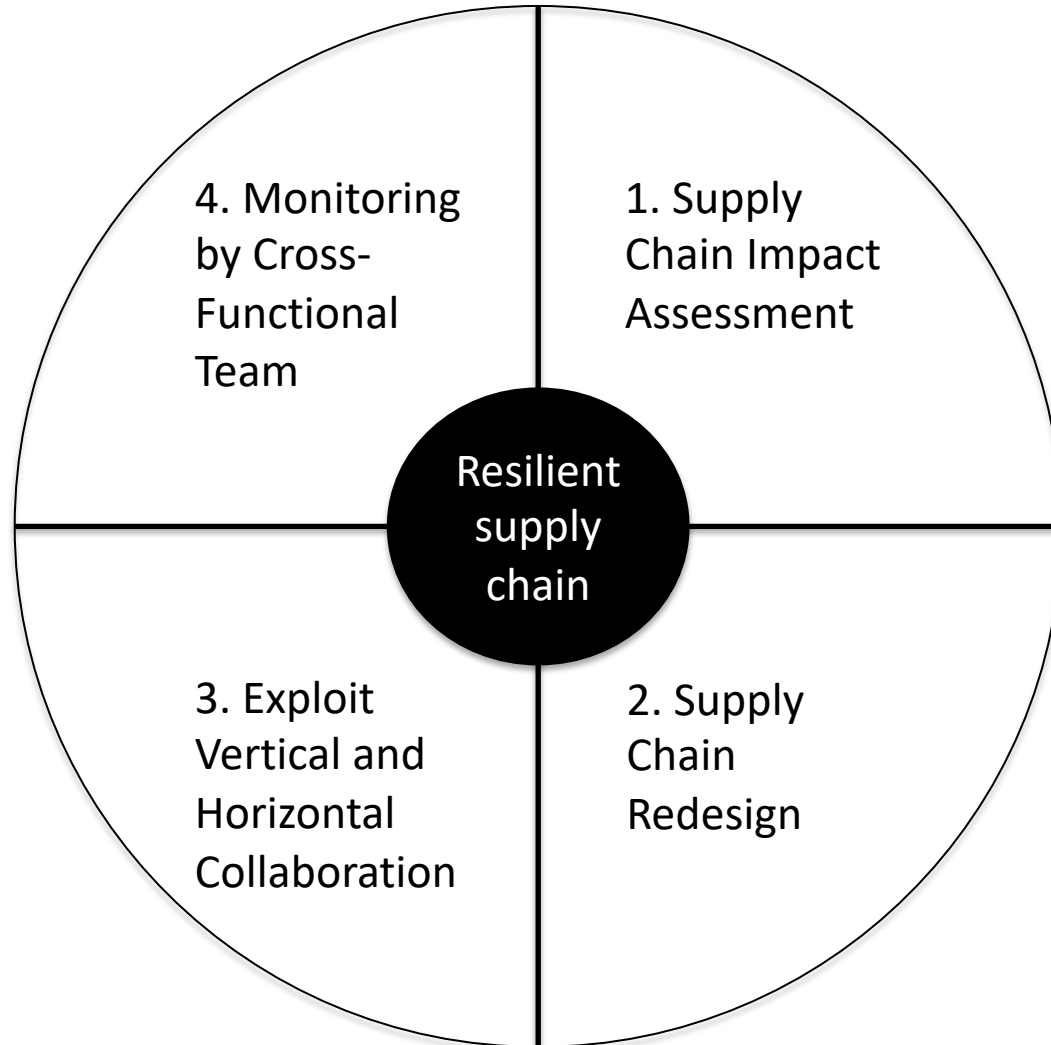 4. Monitoring
by Cross-
Functional
Team
1. Supply
Chain Impact
Assessment
Resilient
supply
chain
3. Exploit
Vertical and
Horizontal
Collaboration
2. Supply
Chain
Redesign